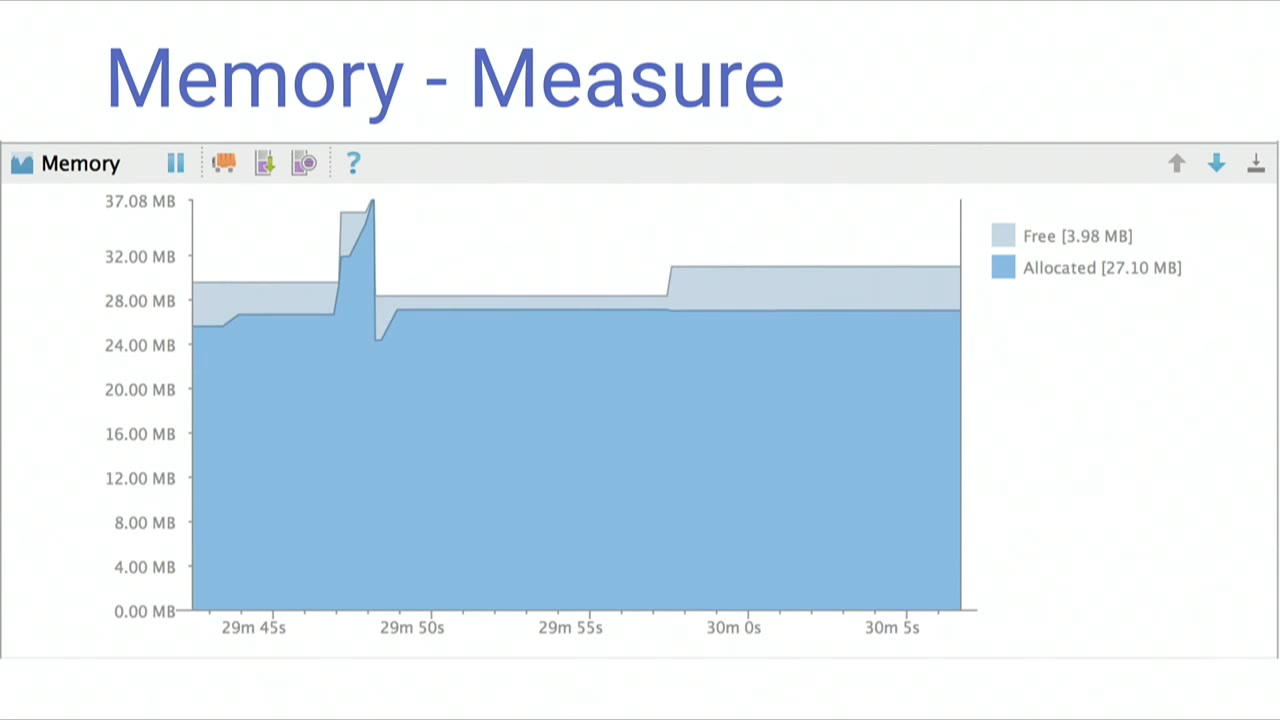 Memory - Measure
Memory ?
37.08 MB
32.00 MB
28.00 MB
24.00 MB
20.00 MB
16.00 MB
12.00 MB
8.00 MB
4.00 MB
0.00 MB
Free [3.98 MB]
Allocated [27.10 MB]
29m 45s 29m 50s 29m 55s 30m 0s 30m 5s